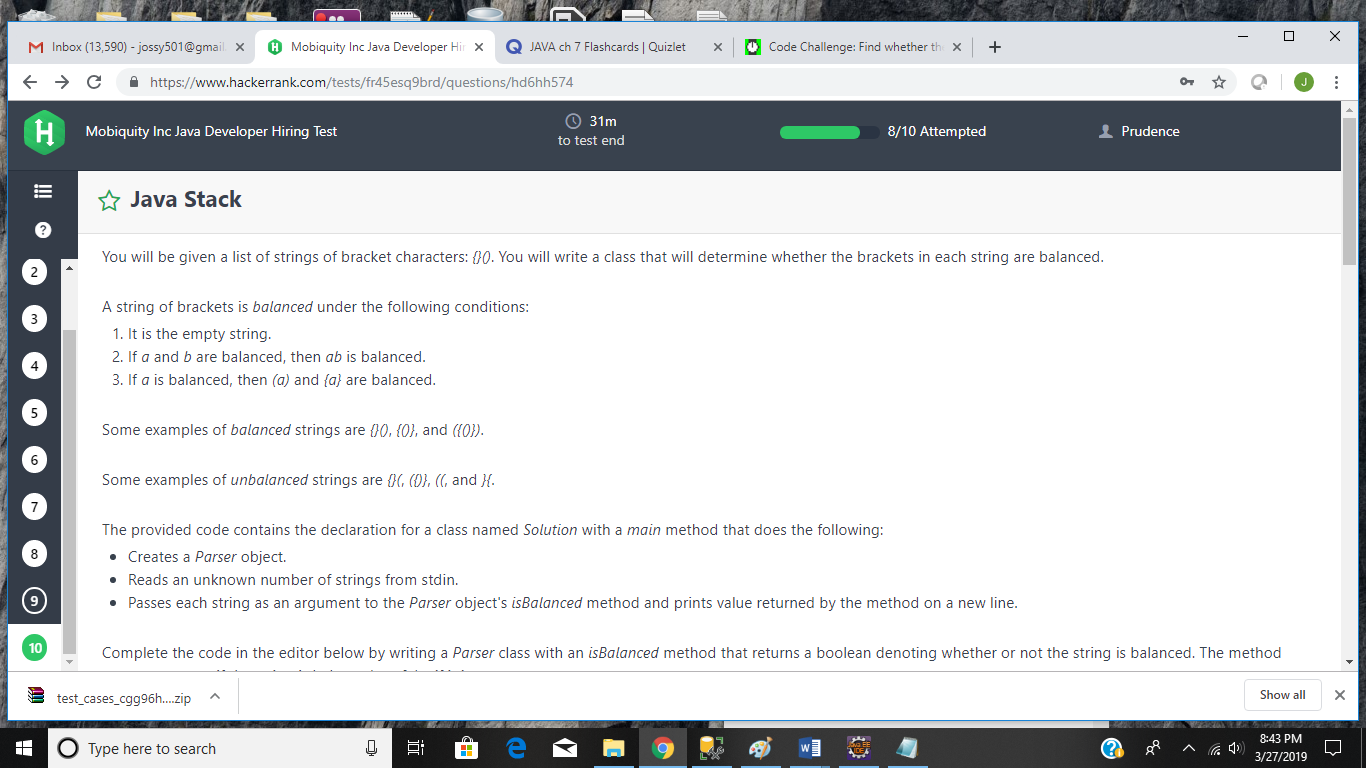 Inbox (13,590) - jossy501@gmail
Mobiquity Inc Java Developer Hir
JAVA ch 7 Flashcards | Quizlet
Code Challenge: Find whether th
https://www.hackerrank.com/tests/fr45esq9brd/questions/hd6hh574
J
H
Mobiquity Inc Java Developer Hiring Test
31m
to test end
8/10 Attempted
Prudence
Java Stack
?
2
3
4
5
6
7
8
9
10
You will be given a list of strings of bracket characters: {}(). You will write a class that will determine whether the brackets in each string are balanced.
A string of brackets is balanced under the following conditions:
1. It is the empty string.
2. If a and b are balanced, then ab is balanced.
3. If a is balanced, then (a) and {a} are balanced.
Some examples of balanced strings are {}(), {()}, and ({()}).
Some examples of unbalanced strings are {}(, ({)}, ((, and }{.
The provided code contains the declaration for a class named Solution with a main method that does the following:
• Creates a Parser object.
• Reads an unknown number of strings from stdin.
• Passes each string as an argument to the Parser object's isBalanced method and prints value returned by the method on a new line.
Complete the code in the editor below by writing a Parser class with an isBalanced method that returns a boolean denoting whether or not the string is balanced. The method
test_cases_cgg96h....zip
Show all
Type here to search
8:43 PM
3/27/2019